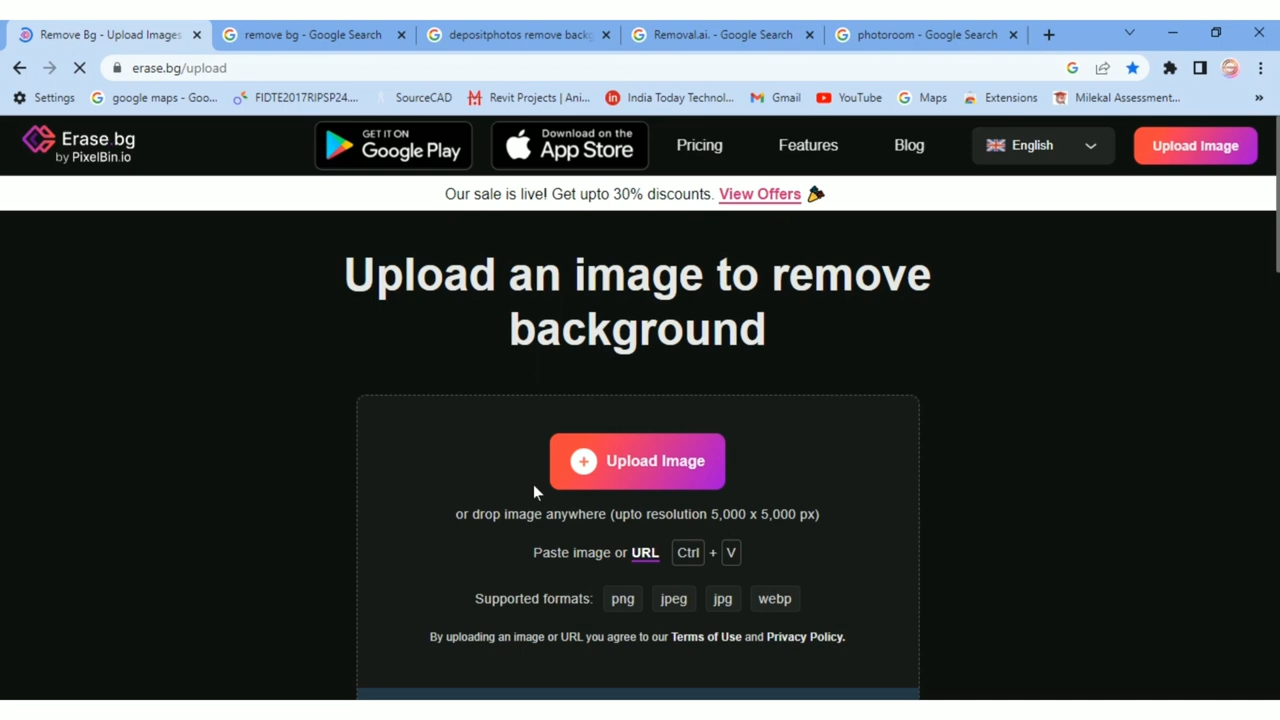 Remove Bg - Upload Images
remove bg - Google Search
depositphotos remove backg
Removal.ai. - Google Search
photoroom - Google Search
erase.bg/upload
Settings
google maps - Goo...
FIDTE2017RIPSP24....
SourceCAD
Revit Projects | Ani...
India Today Technol...
Gmail
YouTube
Maps
Extensions
Milekal Assessment...
Erase.bg
by PixelBin.io
GET IT ON
Google Play
Download on the
App Store
Pricing
Features
Blog
English
Upload Image
Our sale is live! Get upto 30% discounts. View Offers
Upload an image to remove
background
Upload Image
or drop image anywhere (upto resolution 5,000 x 5,000 px)
Paste image or URL Ctrl + V
Supported formats: png jpeg jpg webp
By uploading an image or URL you agree to our Terms of Use and Privacy Policy.